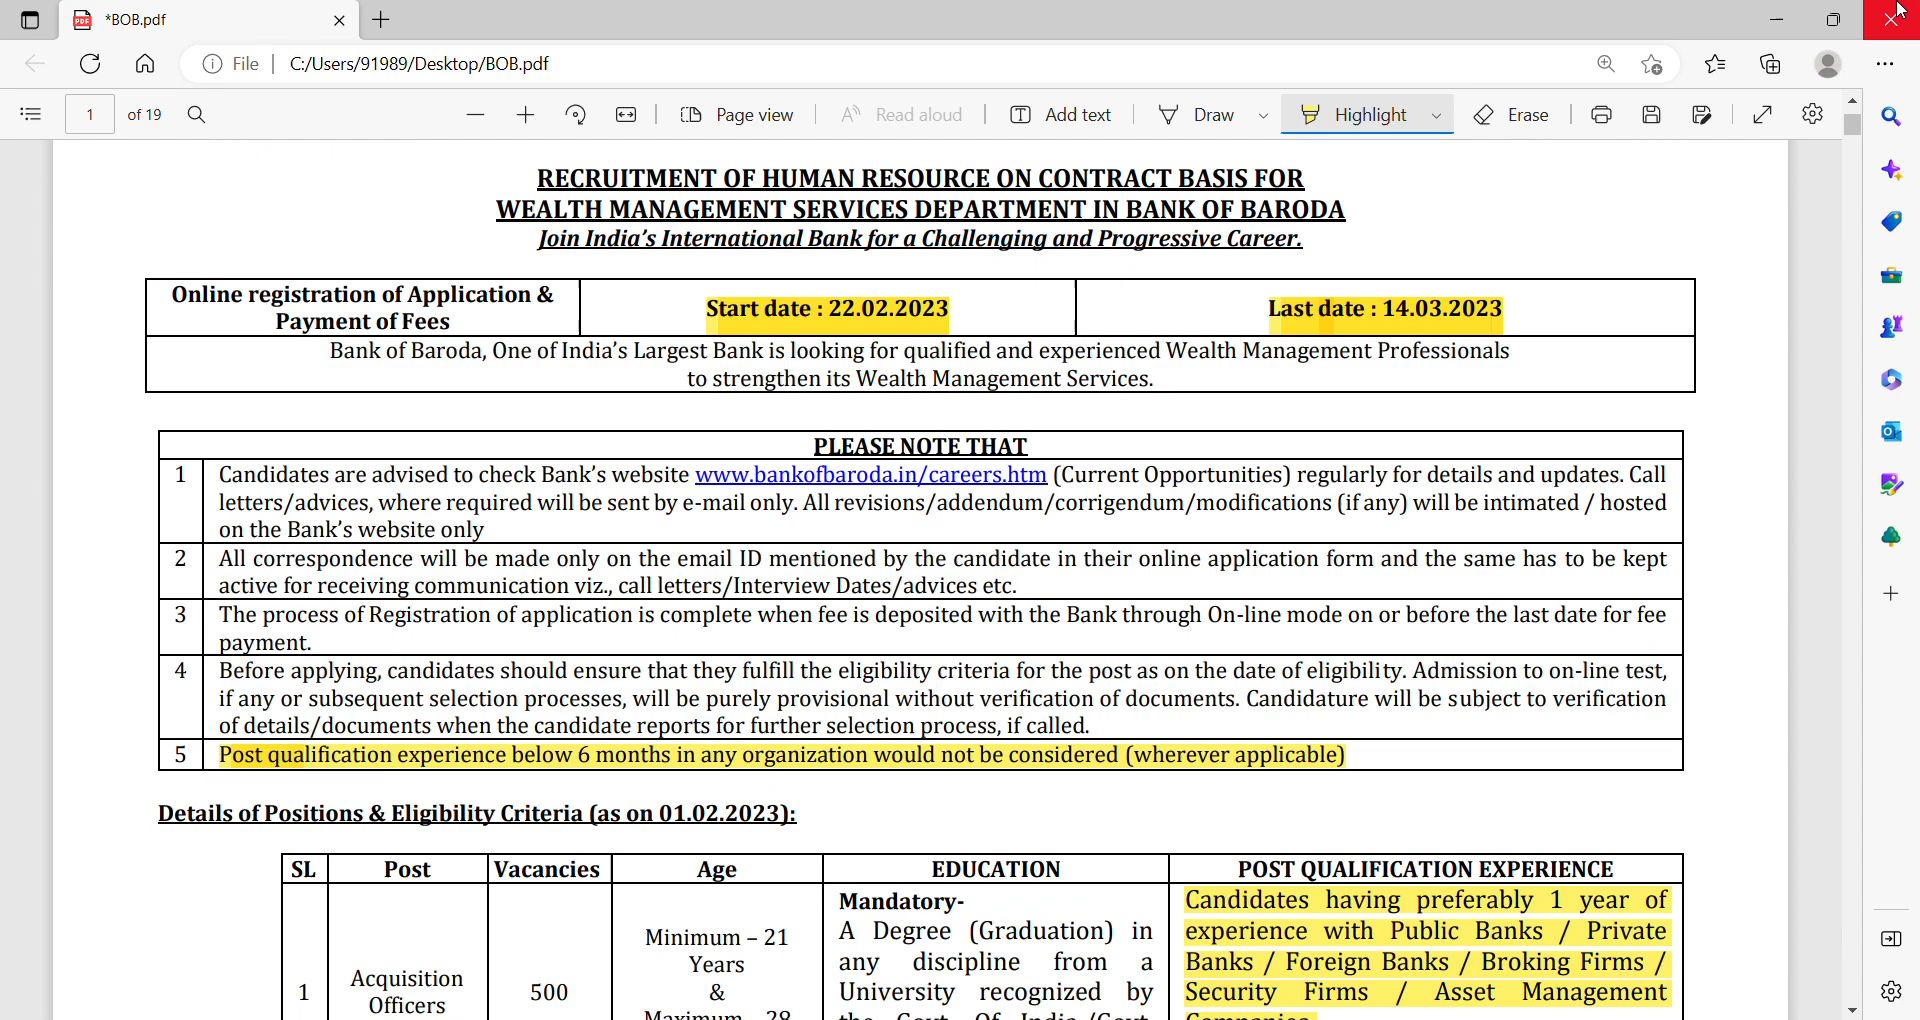 *BOB.pdf
File
C:/Users/91989/Desktop/BOB.pdf
1 of 19
Page view
Read aloud
Add text
Draw
Highlight
Erase
RECRUITMENT OF HUMAN RESOURCE ON CONTRACT BASIS FOR
WEALTH MANAGEMENT SERVICES DEPARTMENT IN BANK OF BARODA
Join India's International Bank for a Challenging and Progressive Career.
Online registration of Application &
Payment of Fees
Start date : 22.02.2023
Last date : 14.03.2023
Bank of Baroda, One of India's Largest Bank is looking for qualified and experienced Wealth Management Professionals
to strengthen its Wealth Management Services.
PLEASE NOTE THAT
1 Candidates are advised to check Bank's website www.bankofbaroda.in/careers.htm (Current Opportunities) regularly for details and updates. Call
letters/advices, where required will be sent by e-mail only. All revisions/addendum/corrigendum/modifications (if any) will be intimated / hosted
on the Bank's website only
2 All correspondence will be made only on the email ID mentioned by the candidate in their online application form and the same has to be kept
active for receiving communication viz., call letters/Interview Dates/advices etc.
3 The process of Registration of application is complete when fee is deposited with the Bank through On-line mode on or before the last date for fee
payment.
4 Before applying, candidates should ensure that they fulfill the eligibility criteria for the post as on the date of eligibility. Admission to on-line test,
if any or subsequent selection processes, will be purely provisional without verification of documents. Candidature will be subject to verification
of details/documents when the candidate reports for further selection process, if called.
5 Post qualification experience below 6 months in any organization would not be considered (wherever applicable)
Details of Positions & Eligibility Criteria (as on 01.02.2023):
SL Post Vacancies Age EDUCATION POST QUALIFICATION EXPERIENCE
1
Acquisition
Officers
500
Minimum – 21
Years
&
Maximum 28
Mandatory-
A Degree (Graduation) in
any discipline from a
University recognized by
the Govt. Of India /Govt.
Candidates having preferably 1 year of
experience with Public Banks / Private
Banks / Foreign Banks / Broking Firms /
Security Firms / Asset Management
Companies